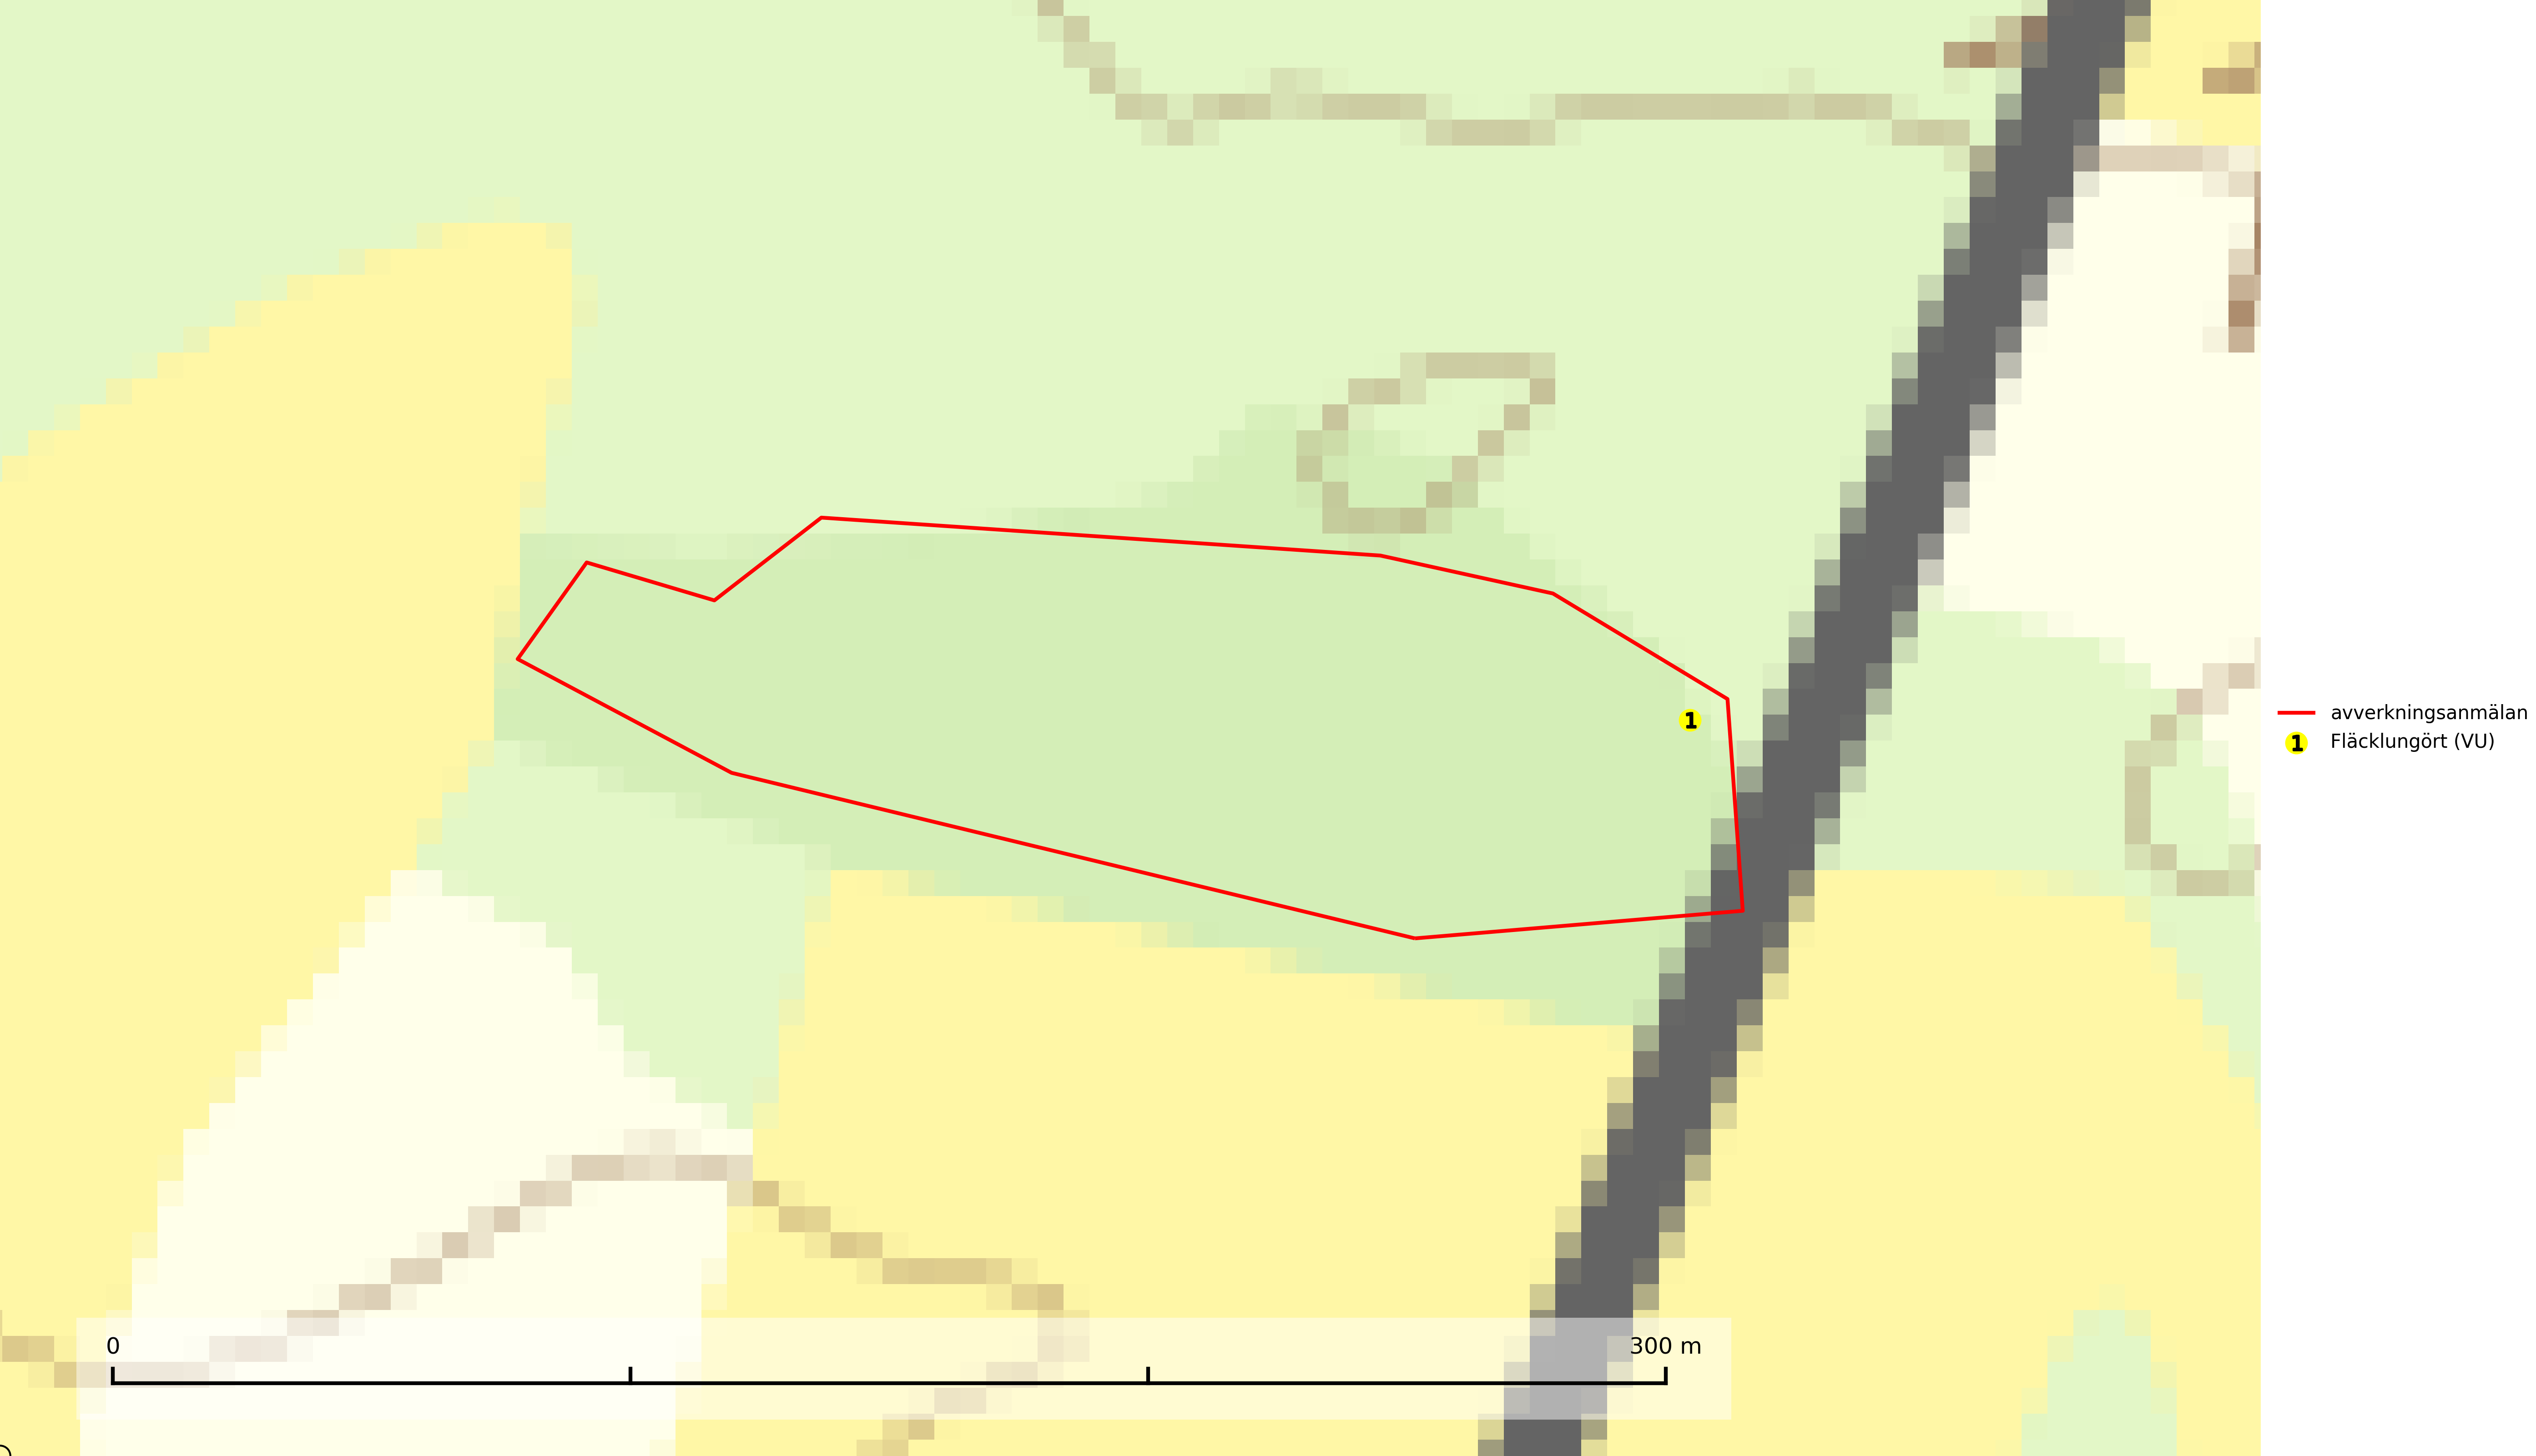 1
avverkningsanmälan
1 Fläcklungört (VU)
0 300 m